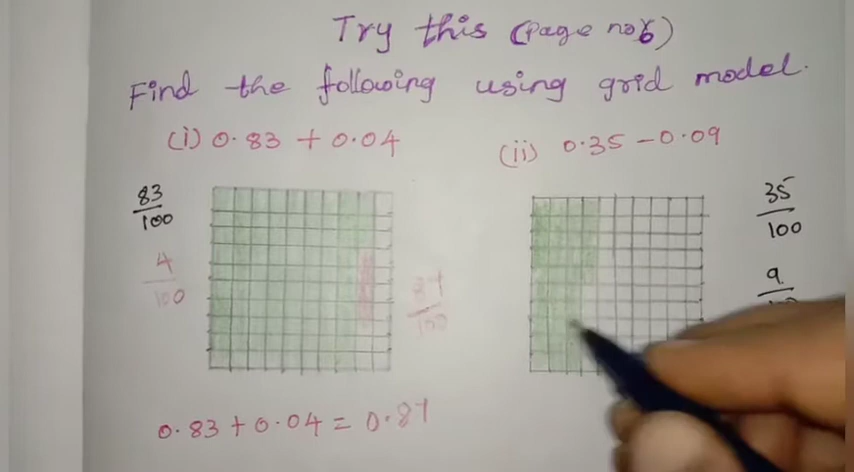 Try this (Page no 6)
Find the following using grid model.
(i) 0.83 + 0.04
(ii) 0.35 - 0.09
83
100
4
100
87
100
35
100
9
0.83 + 0.04 = 0.87